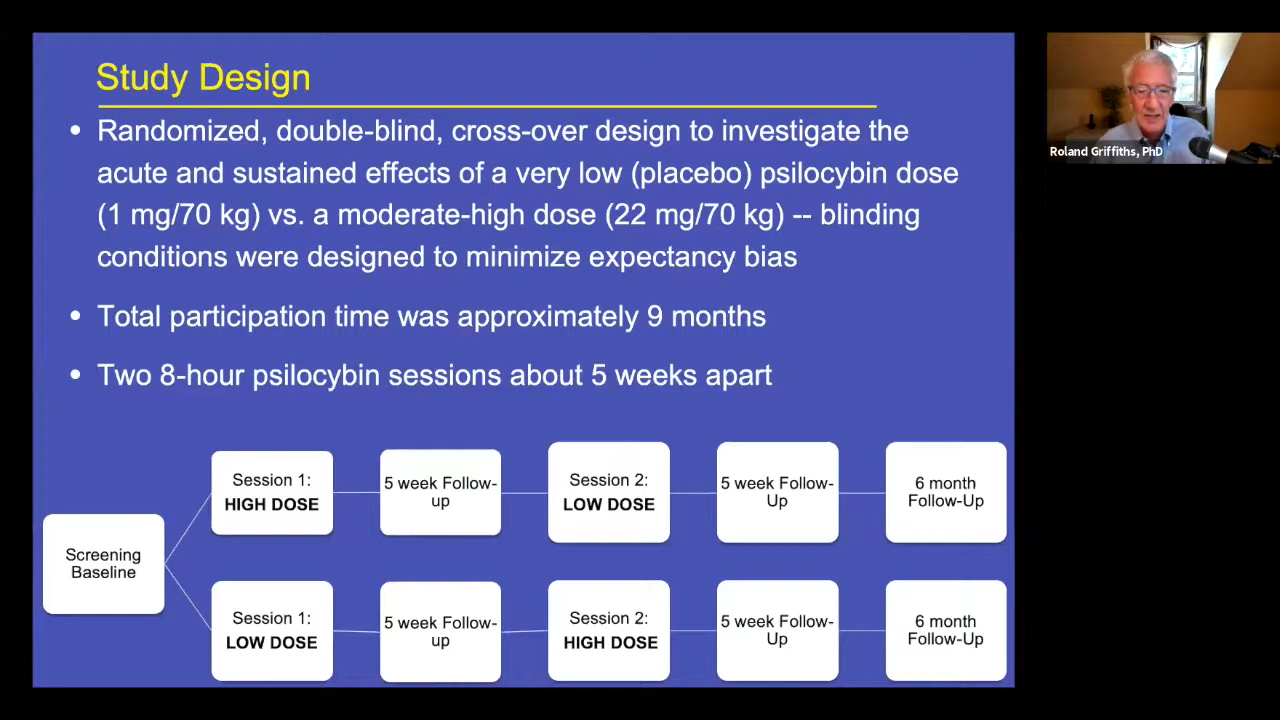 Study Design
• Randomized, double-blind, cross-over design to investigate the
acute and sustained effects of a very low (placebo) psilocybin dose
(1 mg/70 kg) vs. a moderate-high dose (22 mg/70 kg) -- blinding
conditions were designed to minimize expectancy bias
• Total participation time was approximately 9 months
• Two 8-hour psilocybin sessions about 5 weeks apart
Screening
Baseline
Session 1:
HIGH DOSE
5 week Follow-
up
Session 2:
LOW DOSE
5 week Follow-
Up
6 month
Follow-Up
Session 1:
LOW DOSE
5 week Follow-
up
Session 2:
HIGH DOSE
5 week Follow-
Up
6 month
Follow-Up
Roland Griffiths, PhD